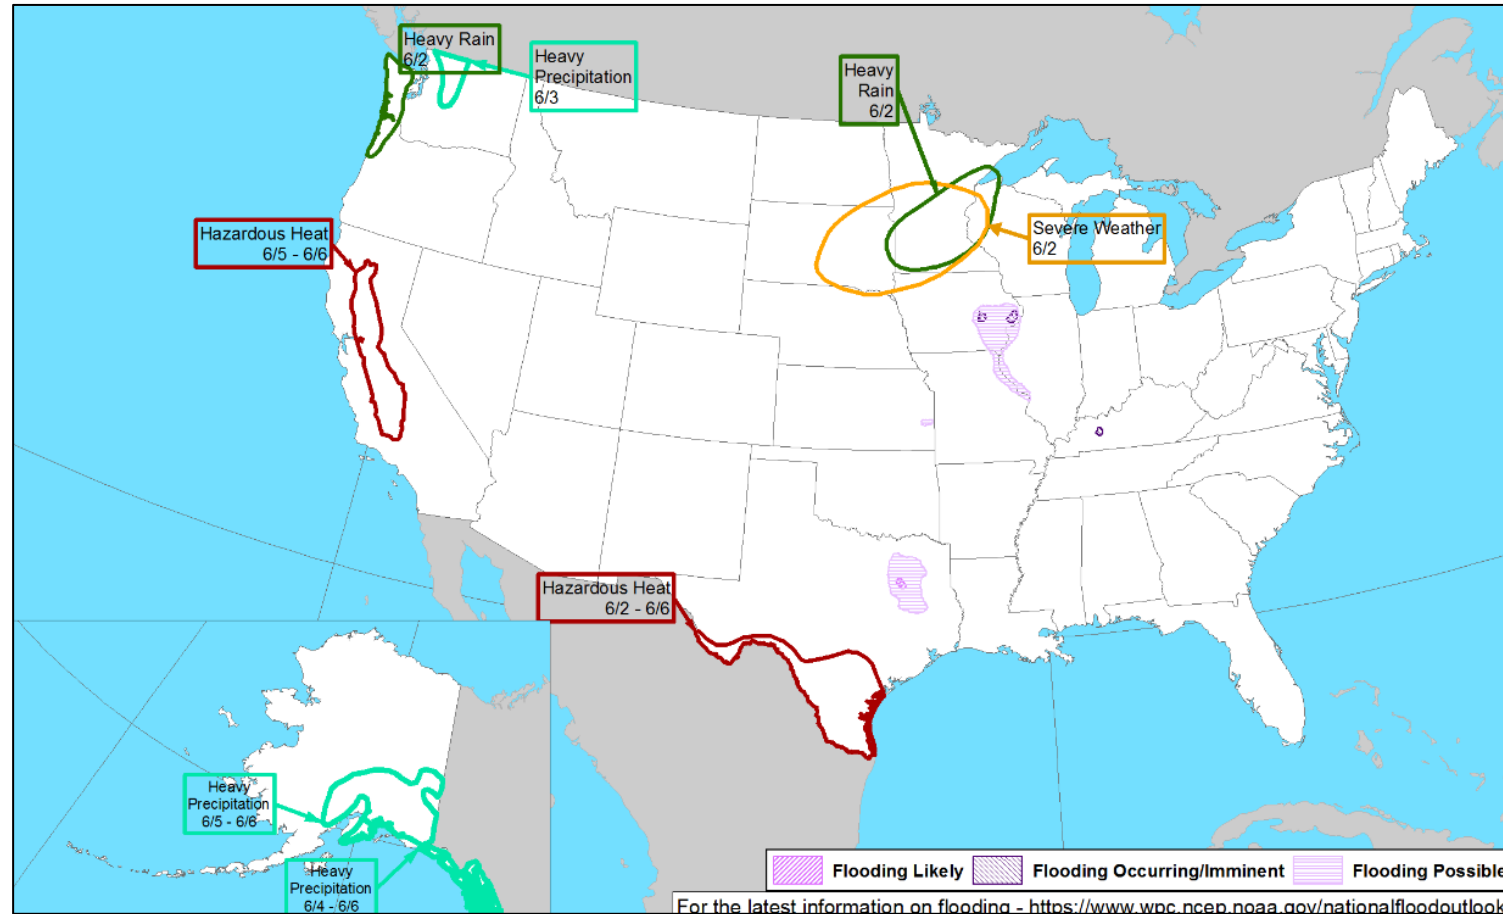 Heavy Rain
6/2
Heavy
Precipitation
6/3
Heavy
Rain
6/2
Hazardous Heat
6/5 - 6/6
Severe Weather
6/2
Hazardous Heat
6/2 - 6/6
Heavy
Precipitation
6/5 - 6/6
Heavy
Precipitation
6/4 - 6/6
Flooding Likely
Flooding Occurring/Imminent
Flooding Possible
For the latest information on flooding - https://www.wpc.ncep.noaa.gov/nationalfloodoutlook